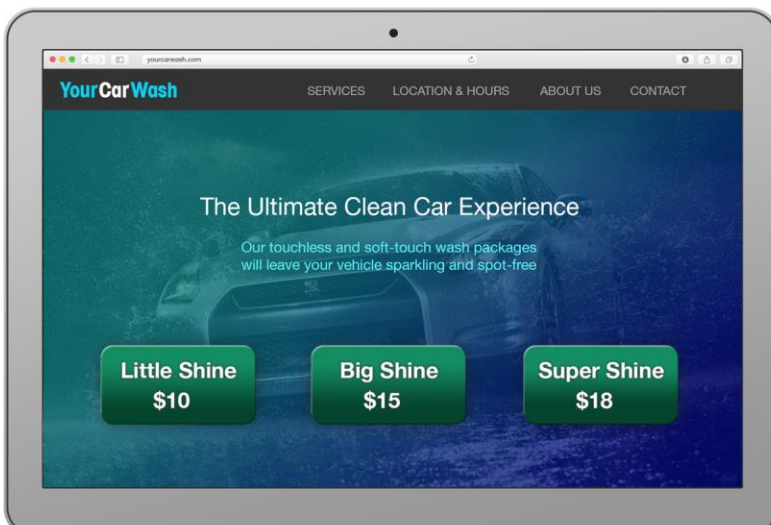 yourcarwash.com
YourCarWash
SERVICES LOCATION & HOURS ABOUT US CONTACT
The Ultimate Clean Car Experience
Our touchless and soft-touch wash packages
will leave your vehicle sparkling and spot-free
Little Shine
$10
Big Shine
$15
Super Shine
$18